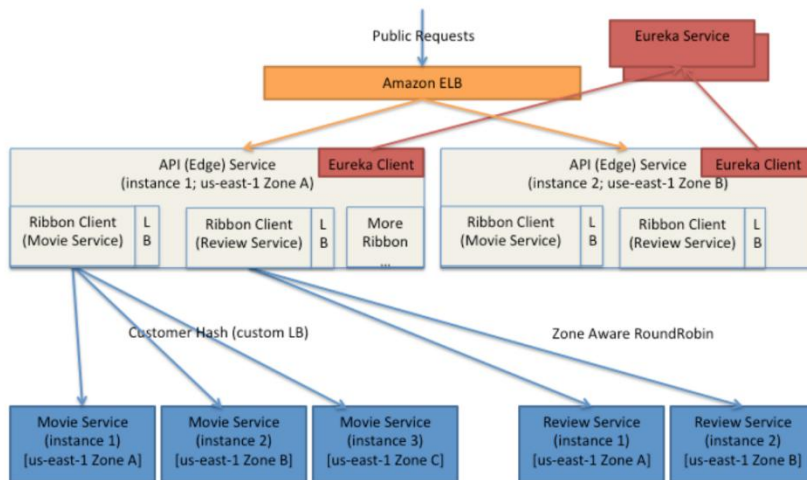 Public Requests
Eureka Service
Amazon ELB
API (Edge) Service
(instance 1; us-east-1 Zone A)
Eureka Client
API (Edge) Service
(instance 2; use-east-1 Zone B)
Eureka Client
Ribbon Client
(Movie Service)
L
B
Ribbon Client
(Review Service)
L
B
More
Ribbon
...
Ribbon Client
(Movie Service)
L
B
Ribbon Client
(Review Service)
L
B
Customer Hash (custom LB)
Zone Aware RoundRobin
Movie Service
(instance 1)
[us-east-1 Zone A]
Movie Service
(instance 2)
[us-east-1 Zone B]
Movie Service
(instance 3)
[us-east-1 Zone C]
Review Service
(instance 1)
[us-east-1 Zone A]
Review Service
(instance 2)
[us-east-1 Zone B]